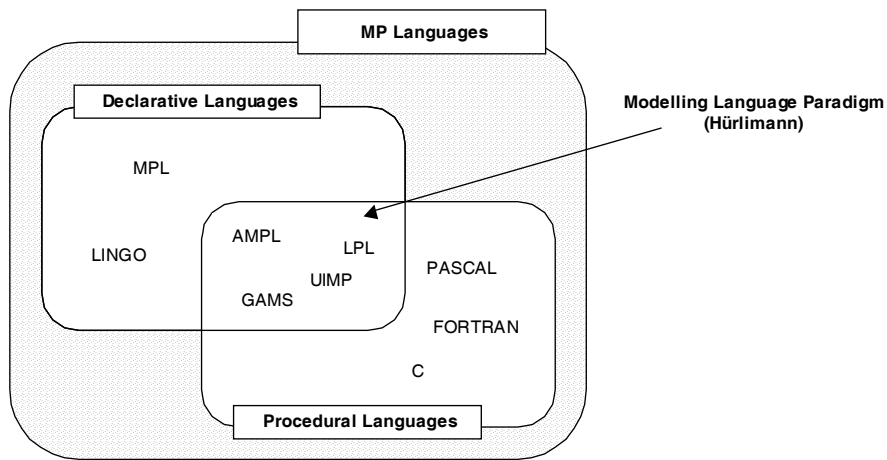 MP Languages
Declarative Languages
Modelling Language Paradigm
(Hürlimann)
MPL
AMPL
LPL
LINGO
PASCAL
UIMP
GAMS
FORTRAN
C
Procedural Languages